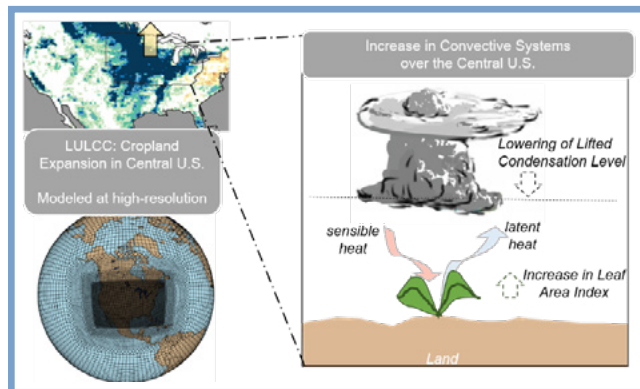 Increase in Convective Systems
over the Central U.S.
LULCC: Cropland
Expansion in Central U.S.
Modeled at high-resolution
Lowering of Lifted
Condensation Level
sensible
heat
latent
heat
Increase in Leaf
Area Index
Land